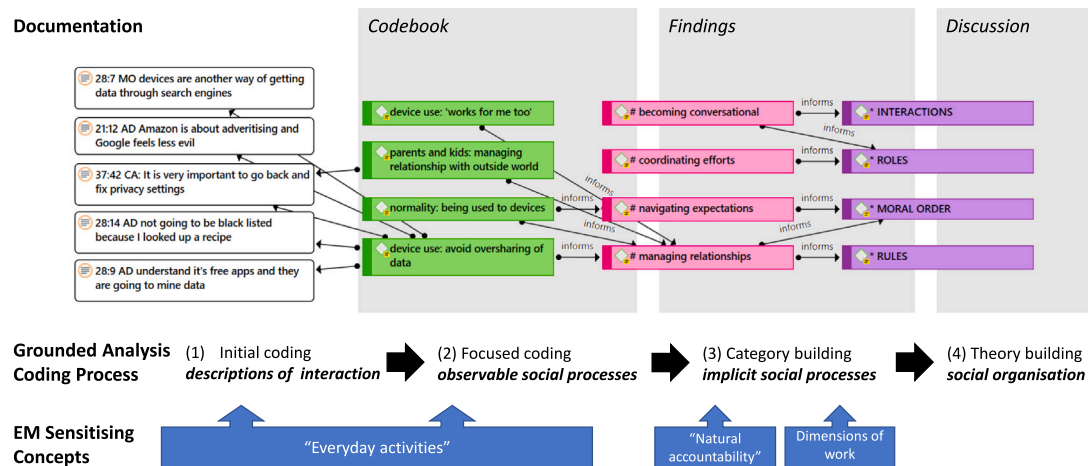 Documentation
Codebook
Findings
Discussion
28:7 MO devices are another way of getting
data through search engines
21:12 AD Amazon is about advertising and
Google feels less evil
37:42 CA: It is very important to go back and
fix privacy settings
28:14 AD not going to be black listed
because I looked up a recipe
28:9 AD understand it's free apps and they
are going to mine data
device use: 'works for me too'
parents and kids: managing
relationship with outside world
normality: being used to devices
device use: avoid oversharing of
data
informs
informs
informs
# becoming conversational
# coordinating efforts
# navigating expectations
# managing relationships
informs
informs
informs
informs
informs
informs
* INTERACTIONS
* ROLES
* MORAL ORDER
* RULES
Grounded Analysis
Coding Process
(1) Initial coding
descriptions of interaction
(2) Focused coding
observable social processes
(3) Category building
implicit social processes
(4) Theory building
social organisation
EM Sensitising
Concepts
“Everyday activities”
“Natural
accountability”
Dimensions of
work